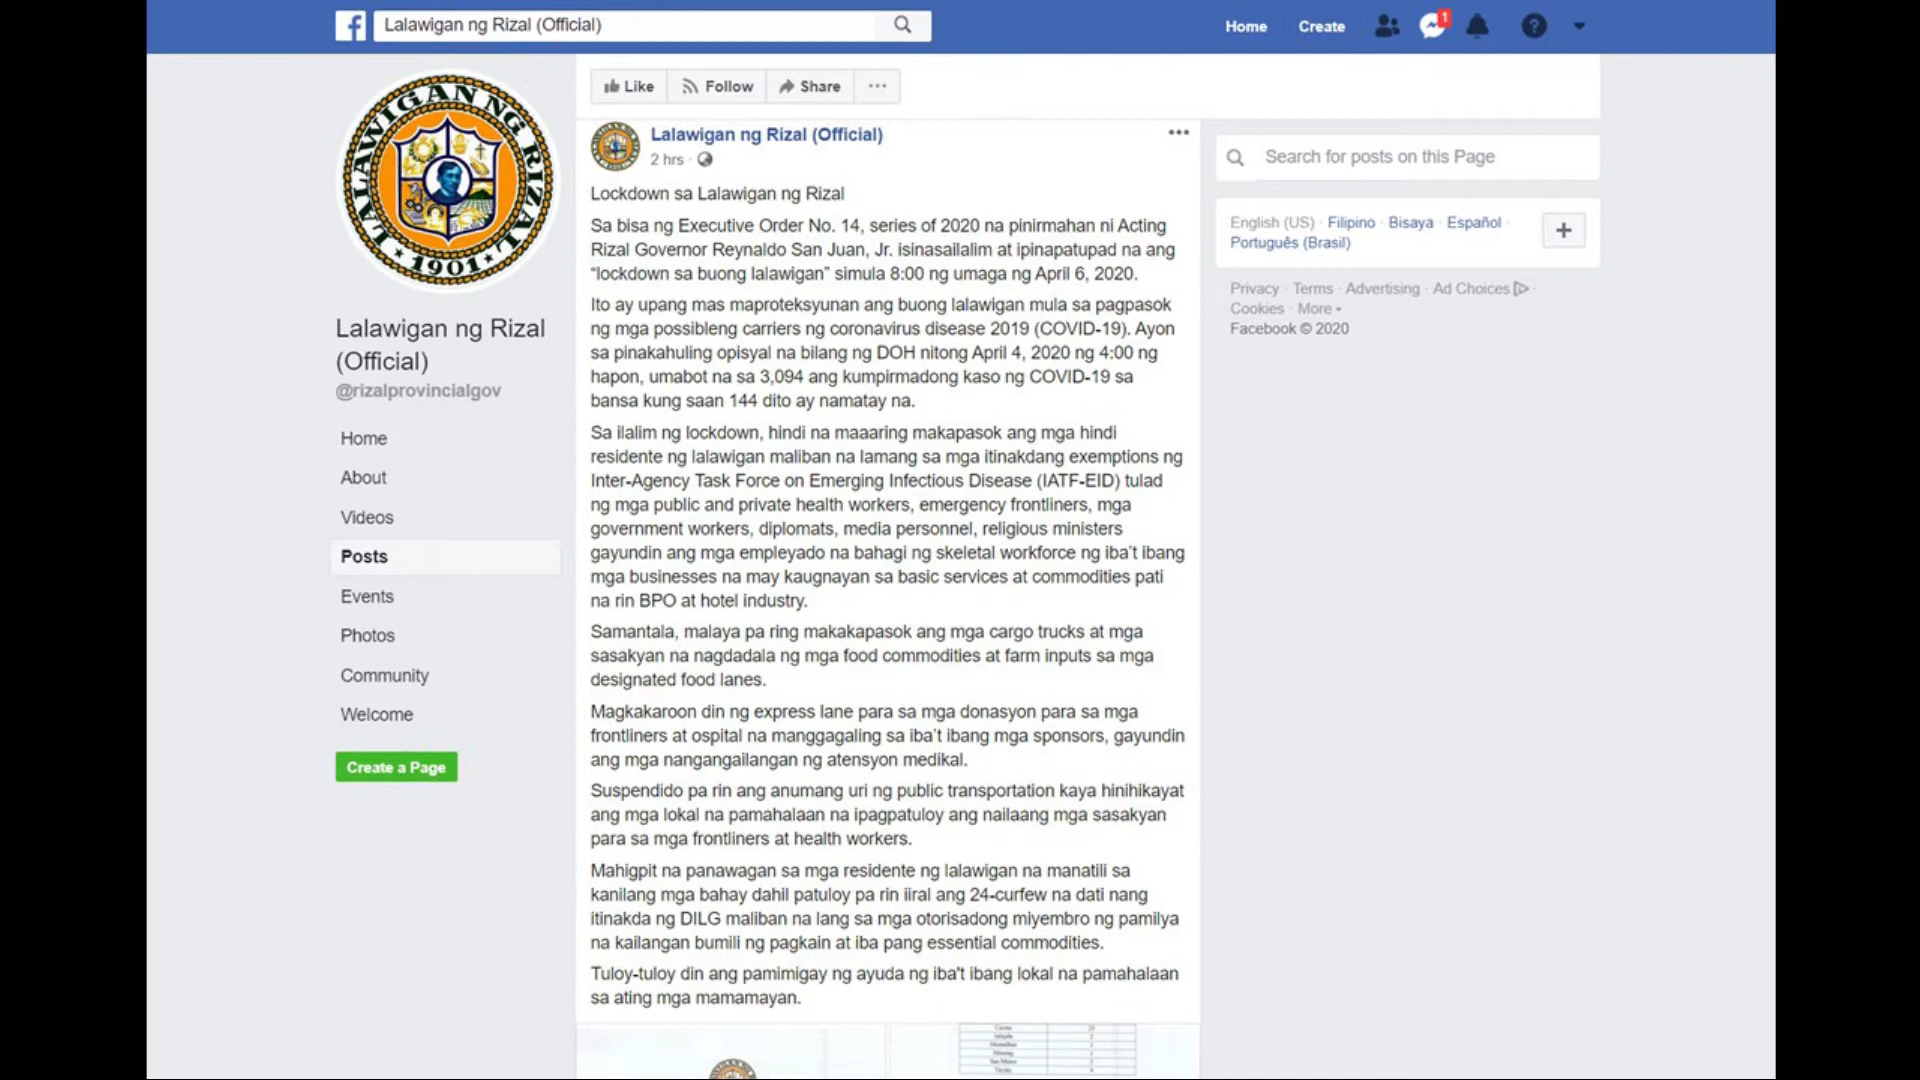 Lalawigan ng Rizal (Official)
Home
Create
1
LALAWIGAN NG RIZAL
1901
Lalawigan ng Rizal
(Official)
@rizalprovincialgov
Home
About
Videos
Posts
Events
Photos
Community
Welcome
Create a Page
Like
Follow
Share
Lalawigan ng Rizal (Official)
2 hrs ·
Lockdown sa Lalawigan ng Rizal
Sa bisa ng Executive Order No. 14, series of 2020 na pinirmahan ni Acting
Rizal Governor Reynaldo San Juan, Jr. isinasailalim at ipinapatupad na ang
“lockdown sa buong lalawigan” simula 8:00 ng umaga ng April 6, 2020.
Ito ay upang mas maproteksyunan ang buong lalawigan mula sa pagpasok
ng mga possibleng carriers ng coronavirus disease 2019 (COVID-19). Ayon
sa pinakahuling opisyal na bilang ng DOH nitong April 4, 2020 ng 4:00 ng
hapon, umabot na sa 3,094 ang kumpirmadong kaso ng COVID-19 sa
bansa kung saan 144 dito ay namatay na.
Sa ilalim ng lockdown, hindi na maaaring makapasok ang mga hindi
residente ng lalawigan maliban na lamang sa mga itinakdang exemptions ng
Inter-Agency Task Force on Emerging Infectious Disease (IATF-EID) tulad
ng mga public and private health workers, emergency frontliners, mga
government workers, diplomats, media personnel, religious ministers
gayundin ang mga empleyado na bahagi ng skeletal workforce ng iba’t ibang
mga businesses na may kaugnayan sa basic services at commodities pati
na rin BPO at hotel industry.
Samantala, malaya pa ring makakapasok ang mga cargo trucks at mga
sasakyan na nagdadala ng mga food commodities at farm inputs sa mga
designated food lanes.
Magkakaroon din ng express lane para sa mga donasyon para sa mga
frontliners at ospital na manggagaling sa iba’t ibang mga sponsors, gayundin
ang mga nangangailangan ng atensyon medikal.
Suspendido pa rin ang anumang uri ng public transportation kaya hinihikayat
ang mga lokal na pamahalaan na ipagpatuloy ang nailaang mga sasakyan
para sa mga frontliners at health workers.
Mahigpit na panawagan sa mga residente ng lalawigan na manatili sa
kanilang mga bahay dahil patuloy pa rin iiral ang 24-curfew na dati nang
itinakda ng DILG maliban na lang sa mga otorisadong miyembro ng pamilya
na kailangan bumili ng pagkain at iba pang essential commodities.
Tuloy-tuloy din ang pamimigay ng ayuda ng iba't ibang lokal na pamahalaan
sa ating mga mamamayan.
Search for posts on this Page
English (US) · Filipino · Bisaya · Español ·
Português (Brasil)
Privacy · Terms · Advertising · Ad Choices ·
Cookies · More
Facebook © 2020